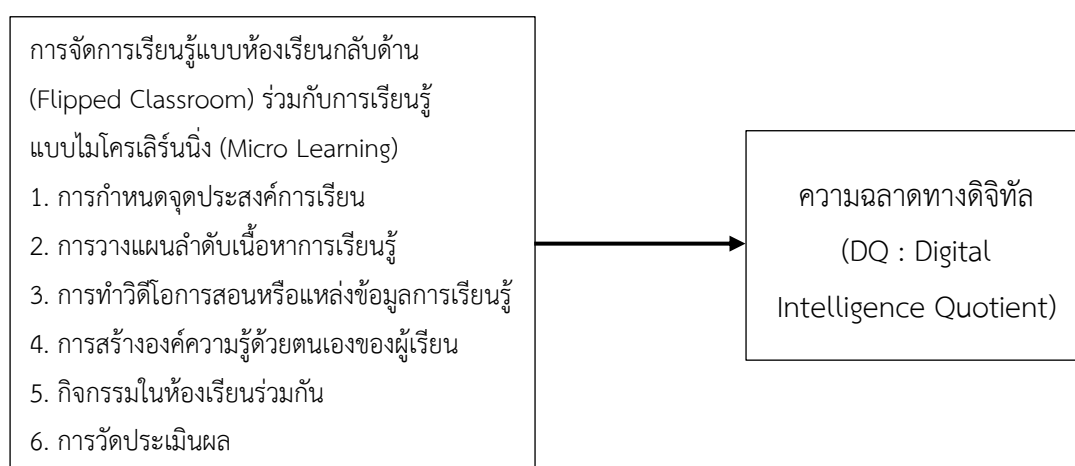 การจัดการเรียนรู้แบบห้องเรียนกลับด้าน
(Flipped Classroom) ร่วมกับการเรียนรู้
แบบไมโครเลิร์นนิ่ง (Micro Learning)
1. การกำหนดจุดประสงค์การเรียน
2. การวางแผนลำดับเนื้อหาการเรียนรู้
3. การทำวิดีโอการสอนหรือแหล่งข้อมูลการเรียนรู้
4. การสร้างองค์ความรู้ด้วยตนเองของผู้เรียน
5. กิจกรรมในห้องเรียนร่วมกัน
6. การวัดประเมินผล
ความฉลาดทางดิจิทัล
(DQ : Digital
Intelligence Quotient)